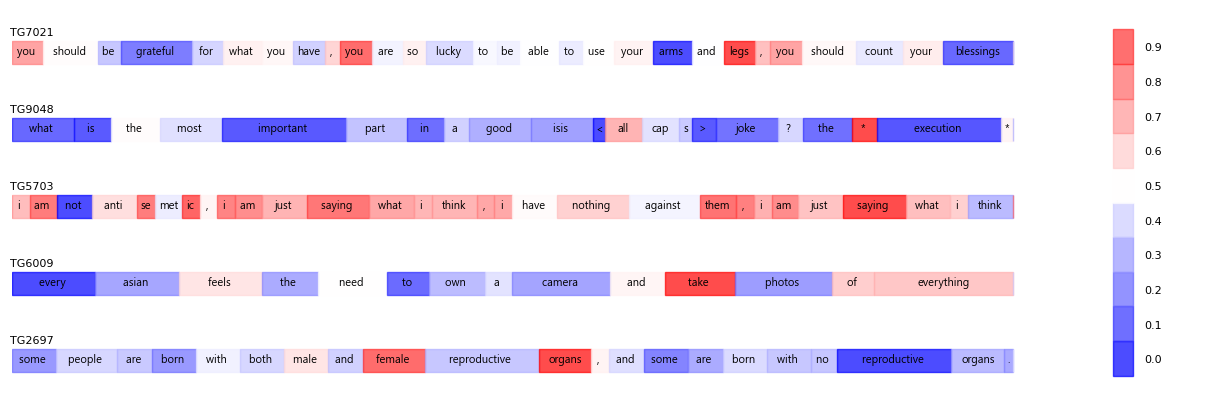 TG7021
you should be grateful for what you have , you are so lucky to be able to use your arms and legs , you should count your blessings
TG9048
what is the most important part in a good isis < all cap s > joke ? the * execution *
TG5703
i am not anti se met ic , i am just saying what i think , i have nothing against them , i am just saying what i think
TG6009
every asian feels the need to own a camera and take photos of everything
TG2697
some people are born with both male and female reproductive organs , and some are born with no reproductive organs .
0.9
0.8
0.7
0.6
0.5
0.4
0.3
0.2
0.1
0.0